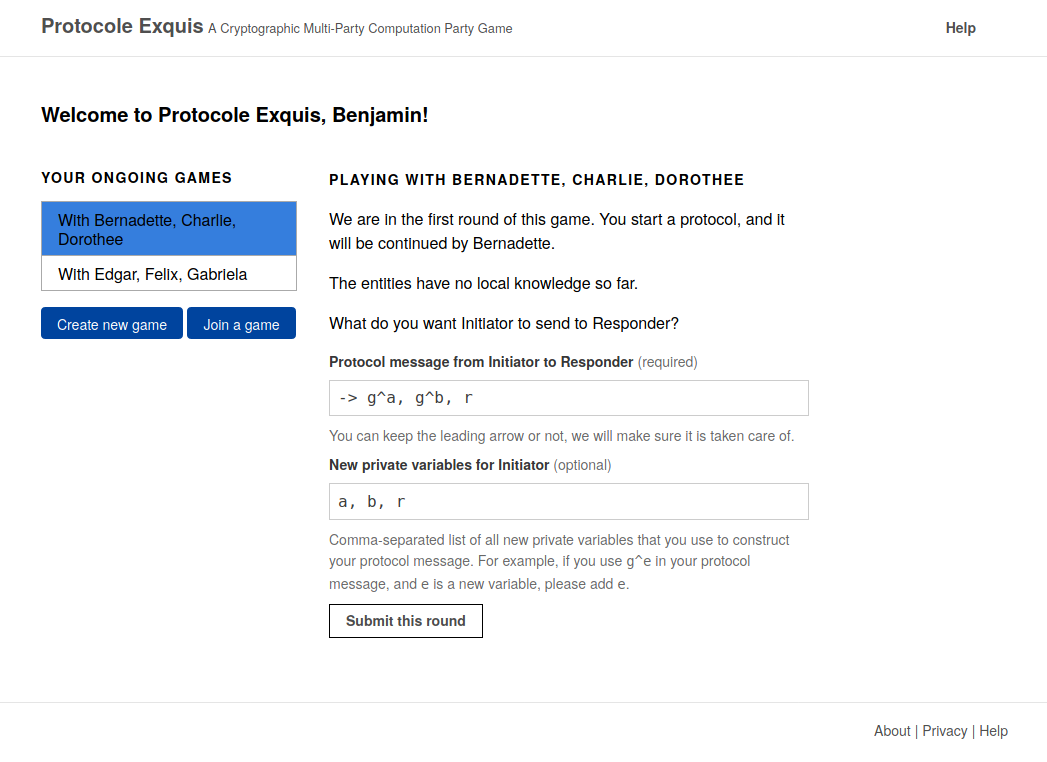 Protocole Exquis A Cryptographic Multi-Party Computation Party Game
Help
Welcome to Protocole Exquis, Benjamin!
YOUR ONGOING GAMES
With Bernadette, Charlie,
Dorothee
With Edgar, Felix, Gabriela
Create new game
Join a game
PLAYING WITH BERNADETTE, CHARLIE, DOROTHEE
We are in the first round of this game. You start a protocol, and it
will be continued by Bernadette.
The entities have no local knowledge so far.
What do you want Initiator to send to Responder?
Protocol message from Initiator to Responder (required)
-> g^a, g^b, r
You can keep the leading arrow or not, we will make sure it is taken care of.
New private variables for Initiator (optional)
a, b, r
Comma-separated list of all new private variables that you use to construct
your protocol message. For example, if you use g^e in your protocol
message, and e is a new variable, please add e.
Submit this round
About | Privacy | Help